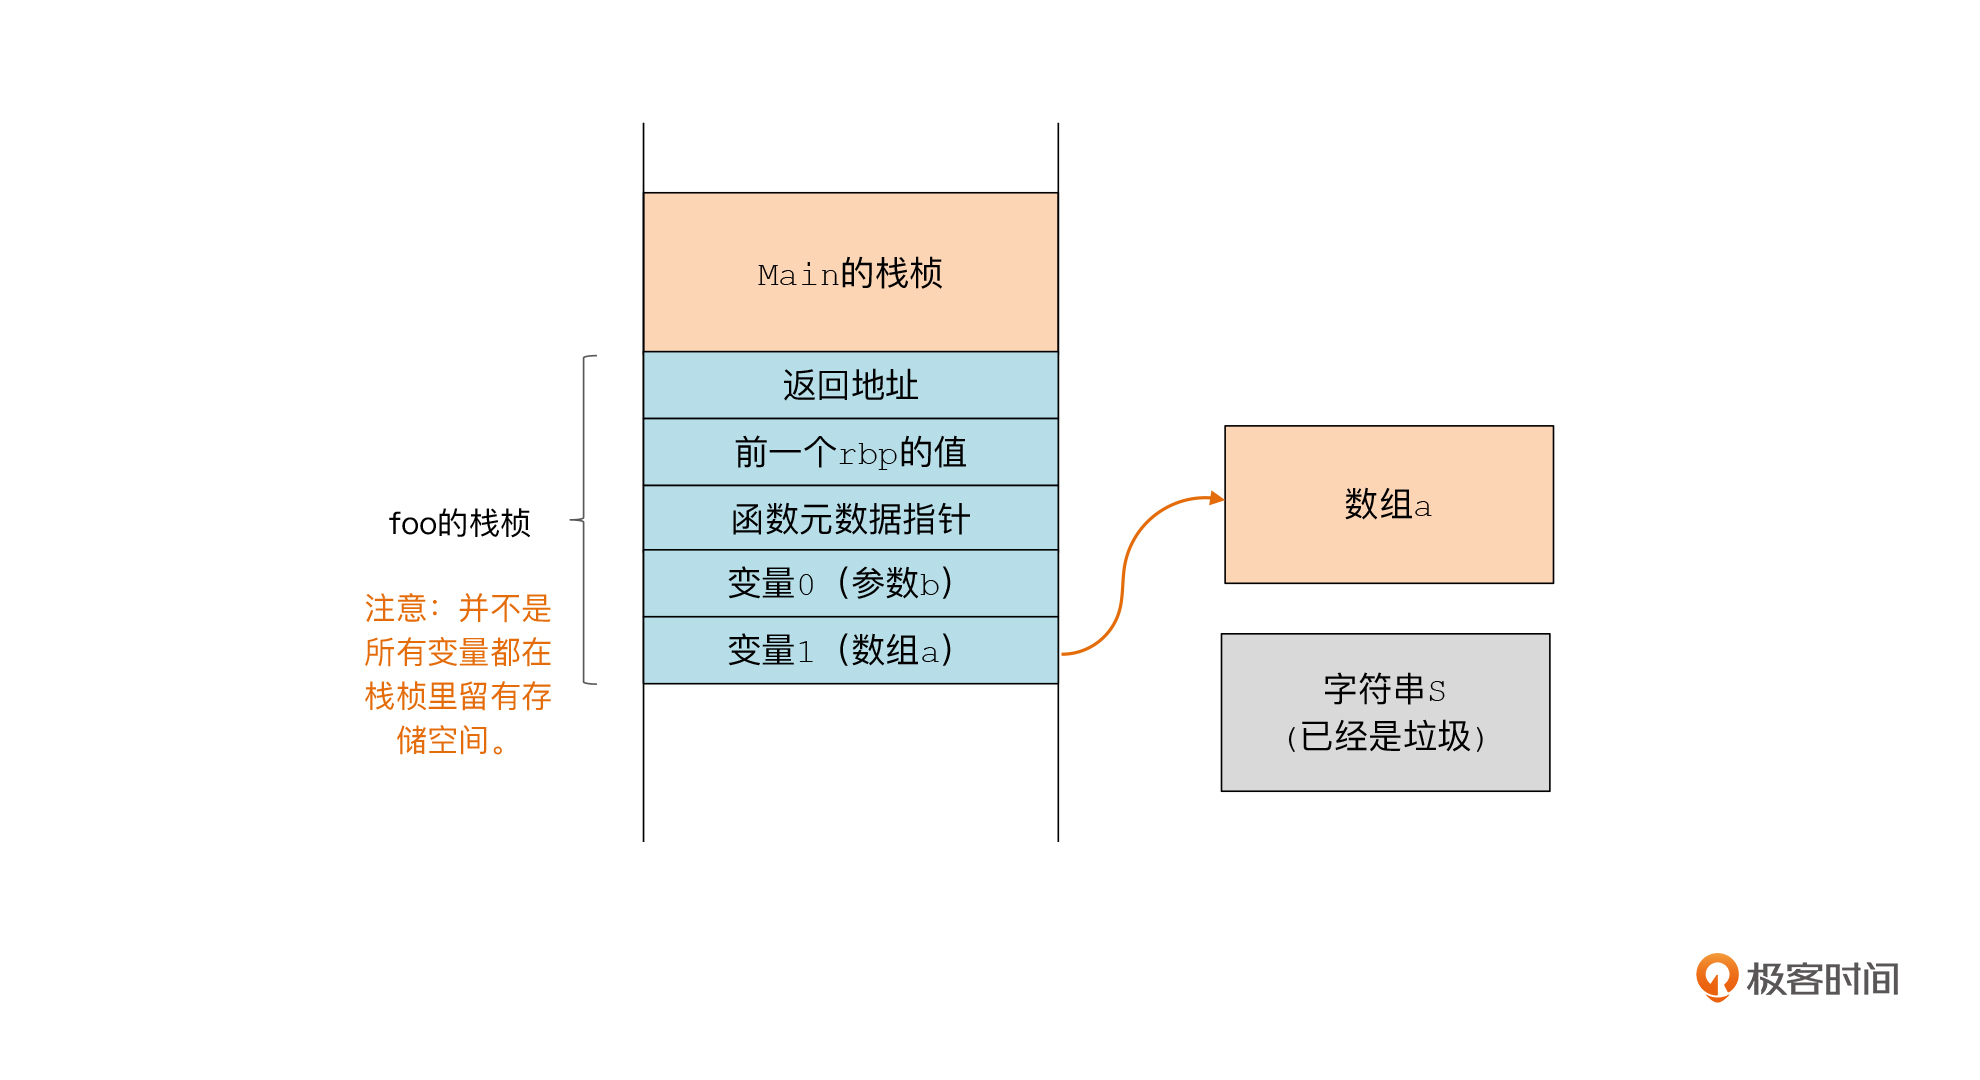 Main的栈桢
返回地址
前一个rbp的值
函数元数据指针
变量0（参数b）
变量1（数组a）
foo的栈桢
注意：并不是
所有变量都在
栈桢里留有存
储空间。
数组a
字符串S
(已经是垃圾)
极客时间